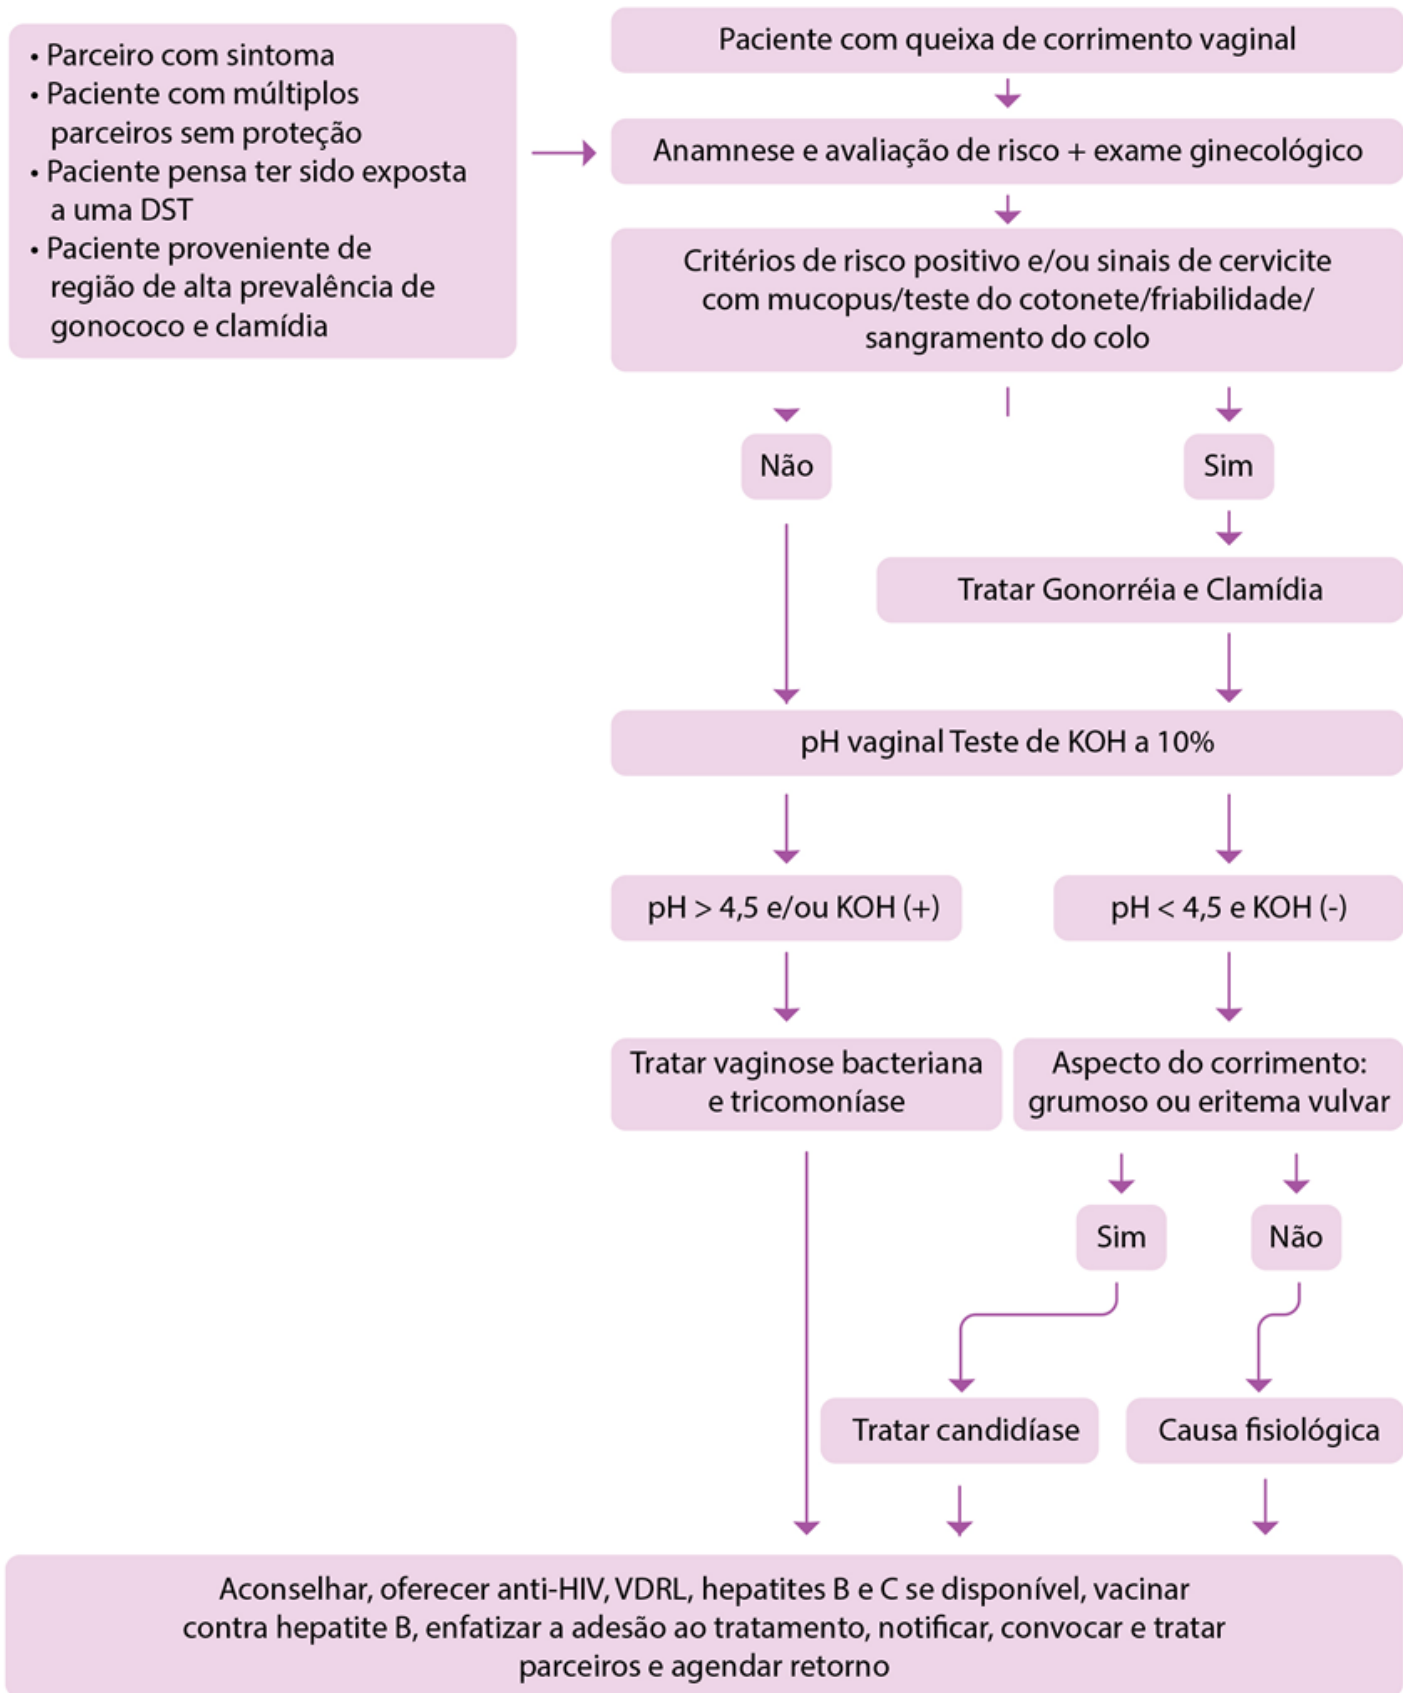 • Parceiro com sintoma
• Paciente com múltiplos
parceiros sem proteção
• Paciente pensa ter sido exposta
a uma DST
• Paciente proveniente de
região de alta prevalência de
gonococo e clamídia
Paciente com queixa de corrimento vaginal
Anamnese e avaliação de risco + exame ginecológico
Critérios de risco positivo e/ou sinais de cervicite
com mucopus/teste do cotonete/friabilidade/
sangramento do colo
Não
Sim
Tratar Gonorréia e Clamídia
pH vaginal Teste de KOH a 10%
pH > 4,5 e/ou KOH (+)
pH < 4,5 e KOH (-)
Tratar vaginose bacteriana
e tricomoníase
Aspecto do corrimento:
grumoso ou eritema vulvar
Sim
Não
Tratar candidíase
Causa fisiológica
Aconselhar, oferecer anti-HIV, VDRL, hepatites B e C se disponível, vacinar
contra hepatite B, enfatizar a adesão ao tratamento, notificar, convocar e tratar
parceiros e agendar retorno